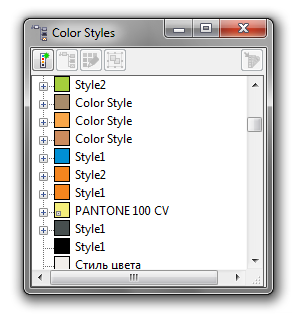 Color Styles
Style2
Color Style
Color Style
Color Style
Style1
Style2
Style1
PANTONE 100 CV
Style1
Style1
Стиль цвета